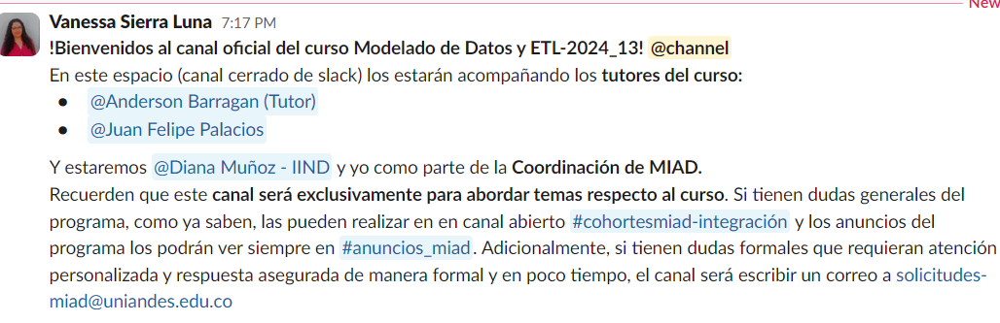 New
Vanessa Sierra Luna 7:17 PM
!Bienvenidos al canal oficial del curso Modelado de Datos y ETL-2024_13! @channel
En este espacio (canal cerrado de slack) los estarán acompañando los tutores del curso:
• @Anderson Barragan (Tutor)
• @Juan Felipe Palacios
Y estaremos @Diana Muñoz - IIND y yo como parte de la Coordinación de MIAD.
Recuerden que este canal será exclusivamente para abordar temas respecto al curso. Si tienen dudas generales del
programa, como ya saben, las pueden realizar en en canal abierto #cohortesmiad-integración y los anuncios del
programa los podrán ver siempre en #anuncios_miad. Adicionalmente, si tienen dudas formales que requieran atención
personalizada y respuesta asegurada de manera formal y en poco tiempo, el canal será escribir un correo a solicitudes-
miad@uniandes.edu.co